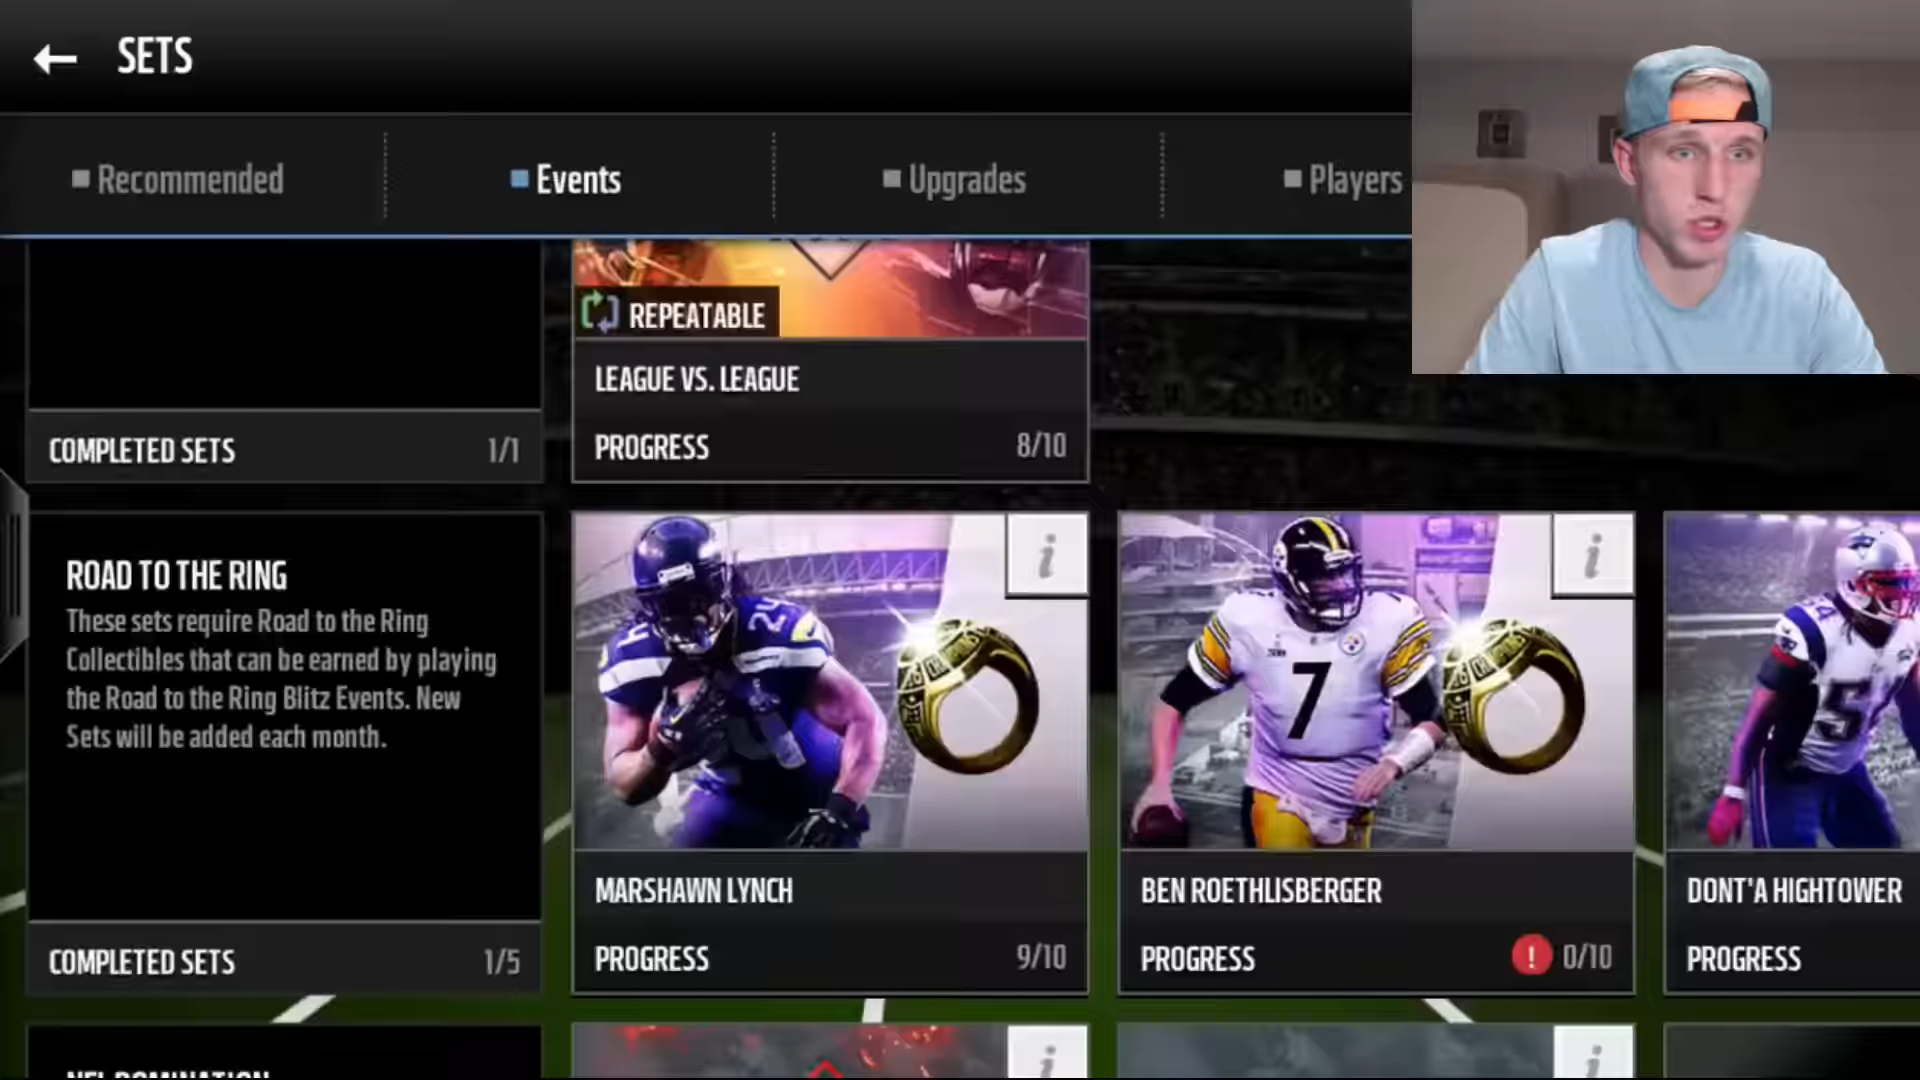 SETS
Recommended
Events
Upgrades
Players
REPEATABLE
LEAGUE VS. LEAGUE
PROGRESS 8/10
COMPLETED SETS 1/1
ROAD TO THE RING
These sets require Road to the Ring
Collectibles that can be earned by playing
the Road to the Ring Blitz Events. New
Sets will be added each month.
COMPLETED SETS 1/5
24
MARSHAWN LYNCH
PROGRESS 9/10
7
BEN ROETHLISBERGER
PROGRESS ! 0/10
DONT'A HIGHTOWER
PROGRESS